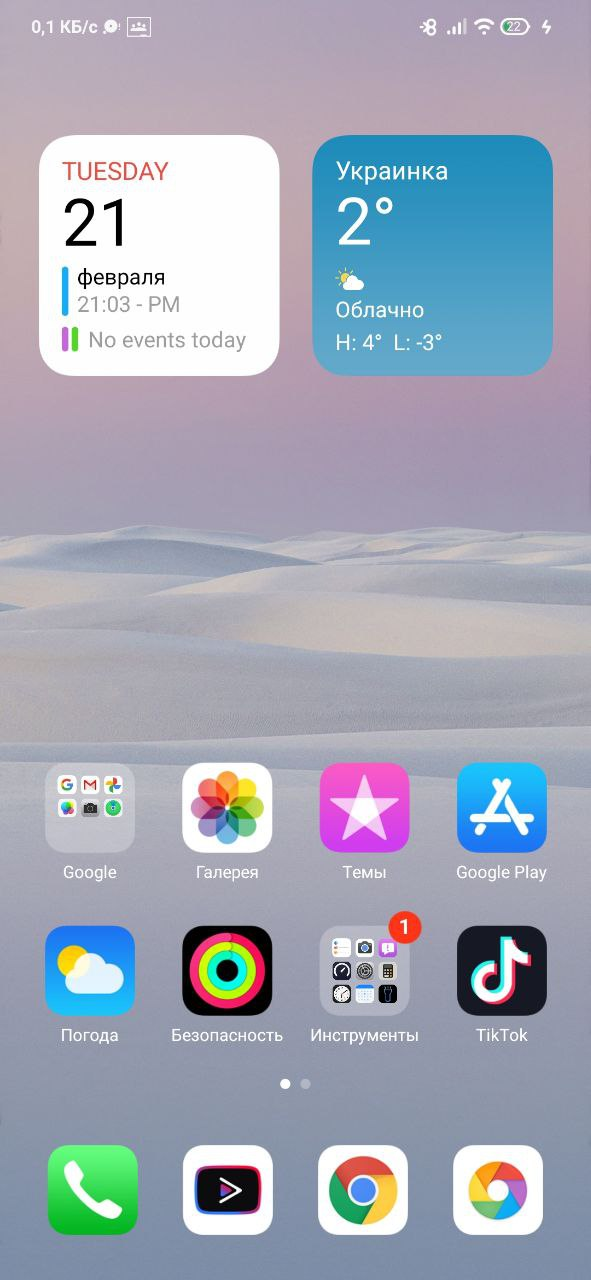 0,1 КБ/с
22
TUESDAY
21
февраля
21:03 - PM
No events today
Украинка
2°
Облачно
H: 4° L: -3°
Google
Галерея
Темы
Google Play
1
Погода
Безопасность
Инструменты
TikTok